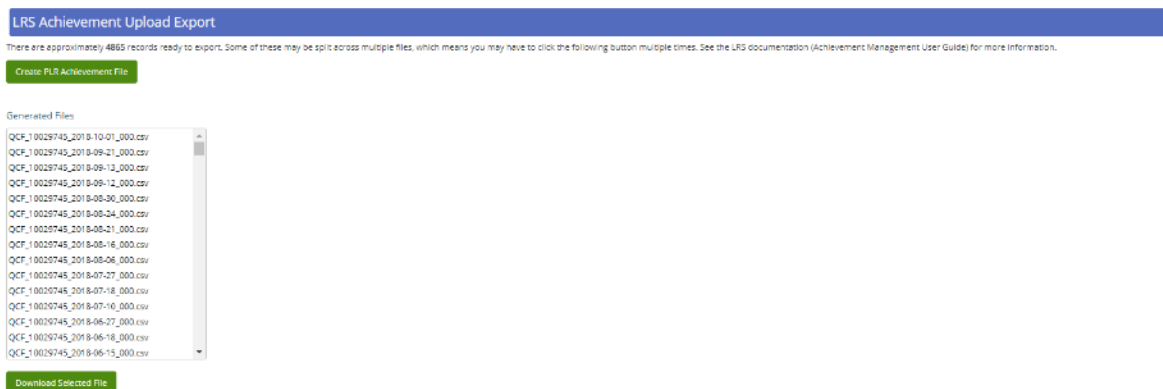 LRS Achievement Upload Export
There are approximately 4865 records ready to export. Some of these may be split across multiple files, which means you may have to click the following button multiple times. See the LRS documentation (Achievement Management User Guide) for more information.
Create PLR Achievement File
Generated Files
QCF_10029745_2018-10-01_000.csv
QCF_10029745_2018-09-21_000.csv
QCF_10029745_2018-09-13_000.csv
QCF_10029745_2018-09-12_000.csv
QCF_10029745_2018-08-30_000.csv
QCF_10029745_2018-08-24_000.csv
QCF_10029745_2018-08-21_000.csv
QCF_10029745_2018-08-16_000.csv
QCF_10029745_2018-08-06_000.csv
QCF_10029745_2018-07-27_000.csv
QCF_10029745_2018-07-18_000.csv
QCF_10029745_2018-07-10_000.csv
QCF_10029745_2018-06-27_000.csv
QCF_10029745_2018-06-18_000.csv
QCF_10029745_2018-06-15_000.csv
Download Selected File